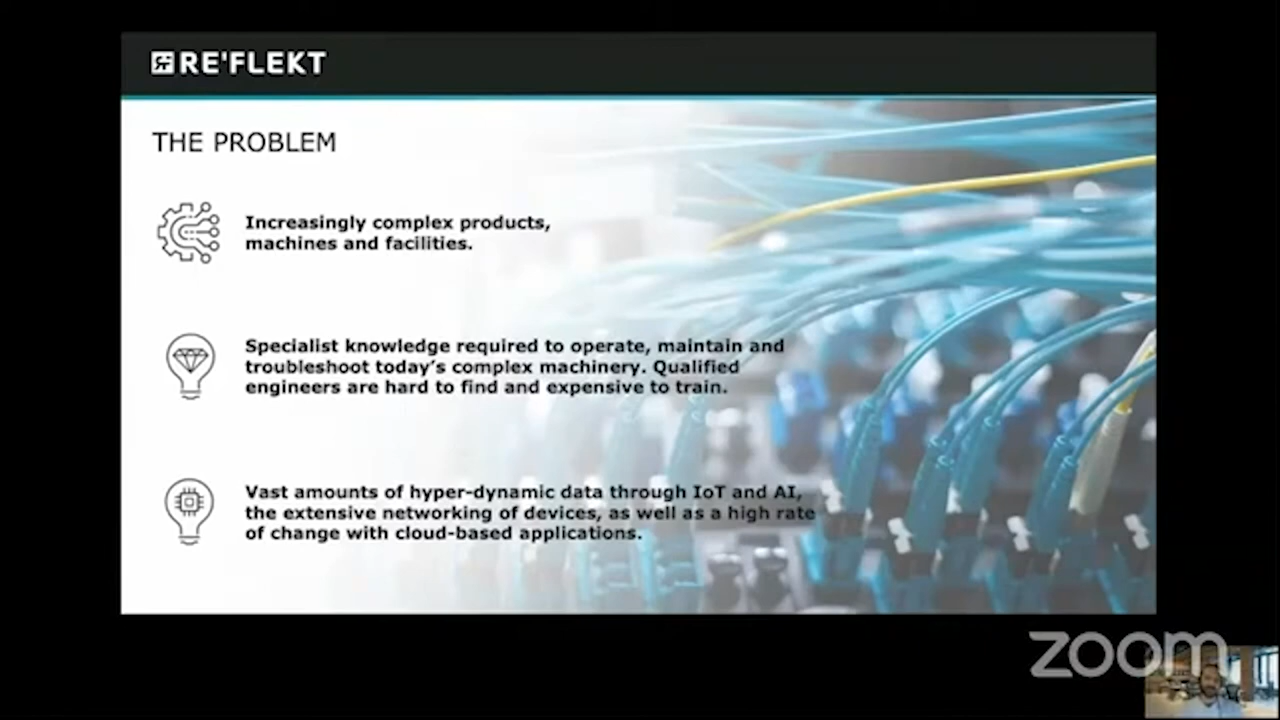 RE'FLEKT
THE PROBLEM
Increasingly complex products,
machines and facilities.
Specialist knowledge required to operate, maintain and
troubleshoot today's complex machinery. Qualified
engineers are hard to find and expensive to train.
Vast amounts of hyper-dynamic data through IoT and AI,
the extensive networking of devices, as well as a high rate
of change with cloud-based applications.
zoom